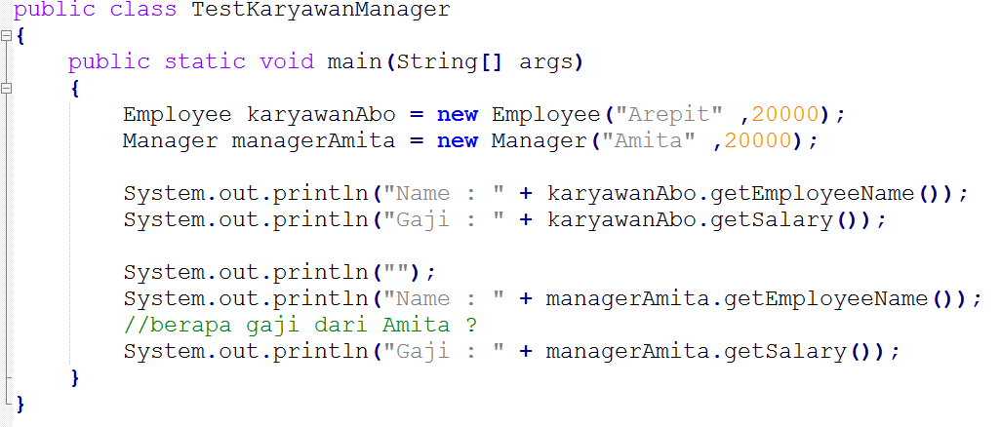 public class TestKaryawanManager
{
public static void main(String[] args)
{
Employee karyawanAbo = new Employee("Arepit" ,20000);
Manager managerAmita = new Manager("Amita" ,20000);
System.out.println("Name : " + karyawanAbo.getEmployeeName());
System.out.println("Gaji : " + karyawanAbo.getSalary());
System.out.println("");
System.out.println("Name : " + managerAmita.getEmployeeName());
//berapa gaji dari Amita ?
System.out.println("Gaji : " + managerAmita.getSalary());
}
}